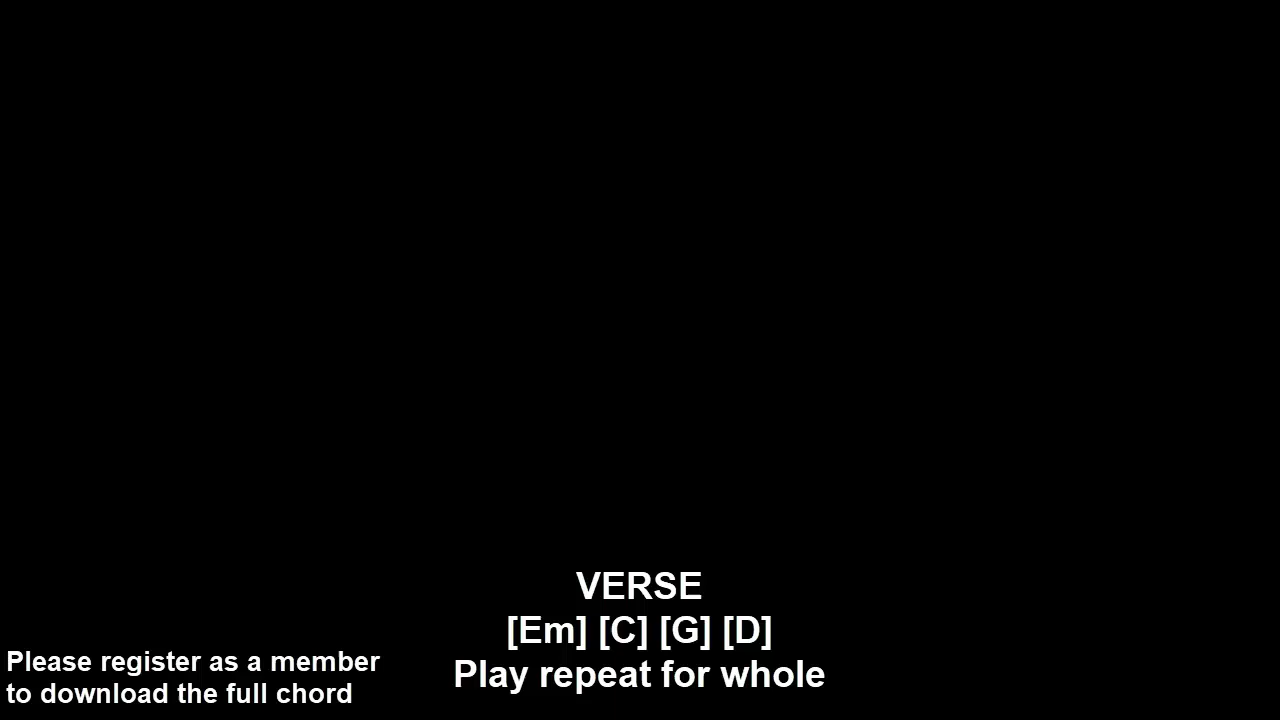 VERSE
[Em] [C] [G] [D]
Play repeat for whole
Please register as a member
to download the full chord